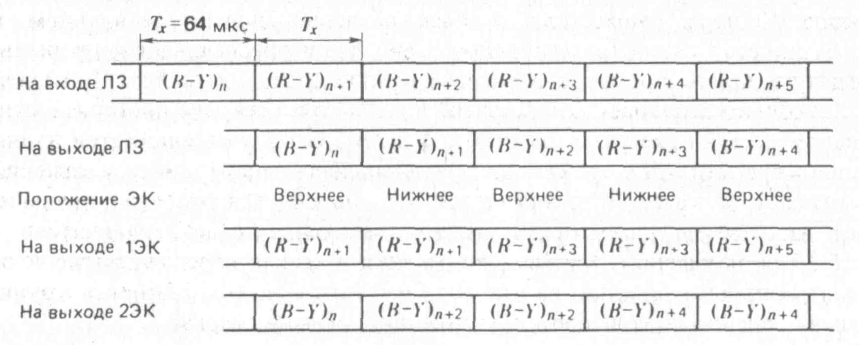 Tₓ = 64 мкс Tₓ
На входе ЛЗ (B−Y)ₙ (R−Y)ₙ₊₁ (B−Y)ₙ₊₂ (R−Y)ₙ₊₃ (B−Y)ₙ₊₄ (R−Y)ₙ₊₅
На выходе ЛЗ (B−Y)ₙ (R−Y)ₙ₊₁ (B−Y)ₙ₊₂ (R−Y)ₙ₊₃ (B−Y)ₙ₊₄
Положение ЭК Верхнее Нижнее Верхнее Нижнее Верхнее
На выходе 1ЭК (R−Y)ₙ₊₁ (R−Y)ₙ₊₁ (R−Y)ₙ₊₃ (R−Y)ₙ₊₃ (R−Y)ₙ₊₅
На выходе 2ЭК (B−Y)ₙ (B−Y)ₙ₊₂ (B−Y)ₙ₊₂ (B−Y)ₙ₊₄ (B−Y)ₙ₊₄